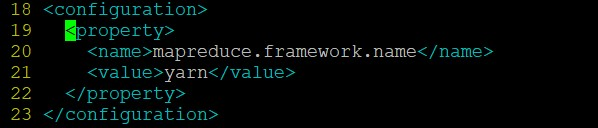 18 <configuration>
19   <property>
20     <name>mapreduce.framework.name</name>
21     <value>yarn</value>
22   </property>
23 </configuration>